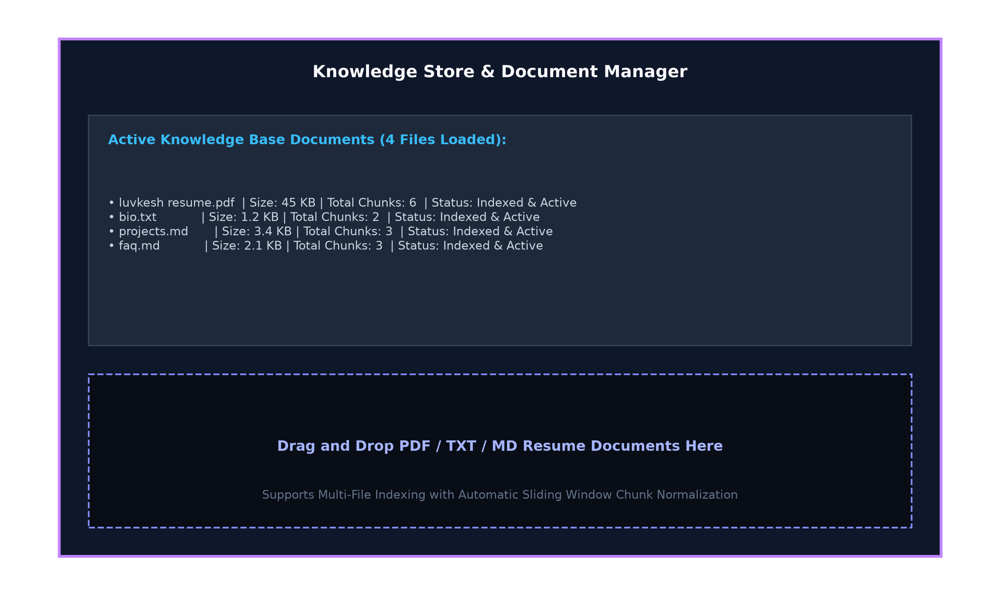 Knowledge Store & Document Manager
Active Knowledge Base Documents (4 Files Loaded):
• luvkesh resume.pdf | Size: 45 KB | Total Chunks: 6 | Status: Indexed & Active
• bio.txt | Size: 1.2 KB | Total Chunks: 2 | Status: Indexed & Active
• projects.md | Size: 3.4 KB | Total Chunks: 3 | Status: Indexed & Active
• faq.md | Size: 2.1 KB | Total Chunks: 3 | Status: Indexed & Active
Drag and Drop PDF / TXT / MD Resume Documents Here
Supports Multi-File Indexing with Automatic Sliding Window Chunk Normalization